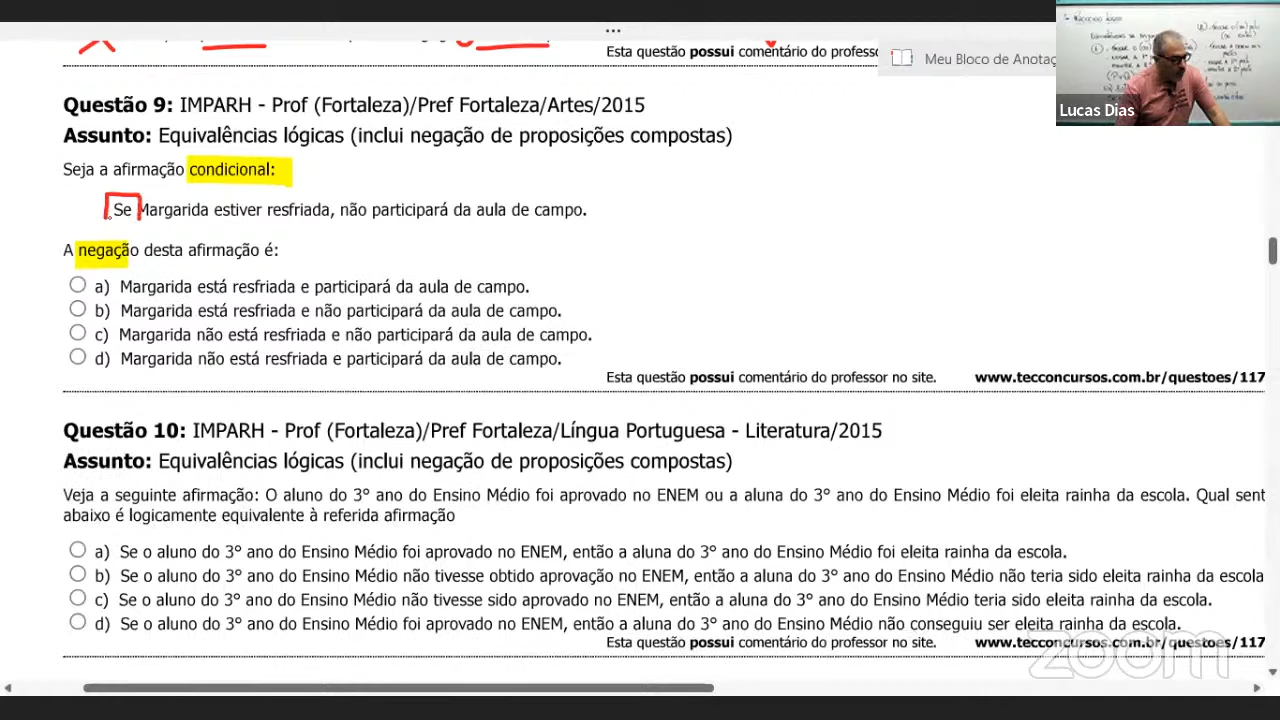 Esta questão possui comentário do professor
Meu Bloco de Anotaç
Lucas Dias
Questão 9: IMPARH - Prof (Fortaleza)/Pref Fortaleza/Artes/2015
Assunto: Equivalências lógicas (inclui negação de proposições compostas)
Seja a afirmação condicional:
Se Margarida estiver resfriada, não participará da aula de campo.
A negação desta afirmação é:
a) Margarida está resfriada e participará da aula de campo.
b) Margarida está resfriada e não participará da aula de campo.
c) Margarida não está resfriada e não participará da aula de campo.
d) Margarida não está resfriada e participará da aula de campo.
Esta questão possui comentário do professor no site. www.tecconcursos.com.br/questoes/117
Questão 10: IMPARH - Prof (Fortaleza)/Pref Fortaleza/Língua Portuguesa - Literatura/2015
Assunto: Equivalências lógicas (inclui negação de proposições compostas)
Veja a seguinte afirmação: O aluno do 3° ano do Ensino Médio foi aprovado no ENEM ou a aluna do 3° ano do Ensino Médio foi eleita rainha da escola. Qual sent
abaixo é logicamente equivalente à referida afirmação
a) Se o aluno do 3° ano do Ensino Médio foi aprovado no ENEM, então a aluna do 3° ano do Ensino Médio foi eleita rainha da escola.
b) Se o aluno do 3° ano do Ensino Médio não tivesse obtido aprovação no ENEM, então a aluna do 3° ano do Ensino Médio não teria sido eleita rainha da escola
c) Se o aluno do 3° ano do Ensino Médio não tivesse sido aprovado no ENEM, então a aluna do 3° ano do Ensino Médio teria sido eleita rainha da escola.
d) Se o aluno do 3° ano do Ensino Médio foi aprovado no ENEM, então a aluna do 3° ano do Ensino Médio não conseguiu ser eleita rainha da escola.
Esta questão possui comentário do professor no site. www.tecconcursos.com.br/questoes/117
zoom